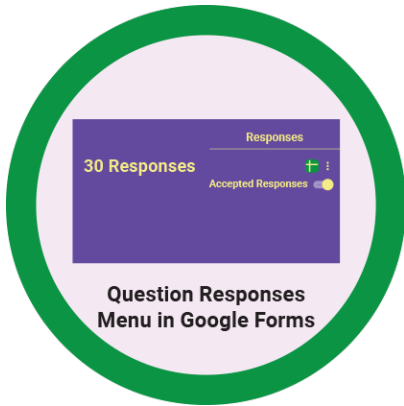 Responses
30 Responses
Accepted Responses
Question Responses
Menu in Google Forms